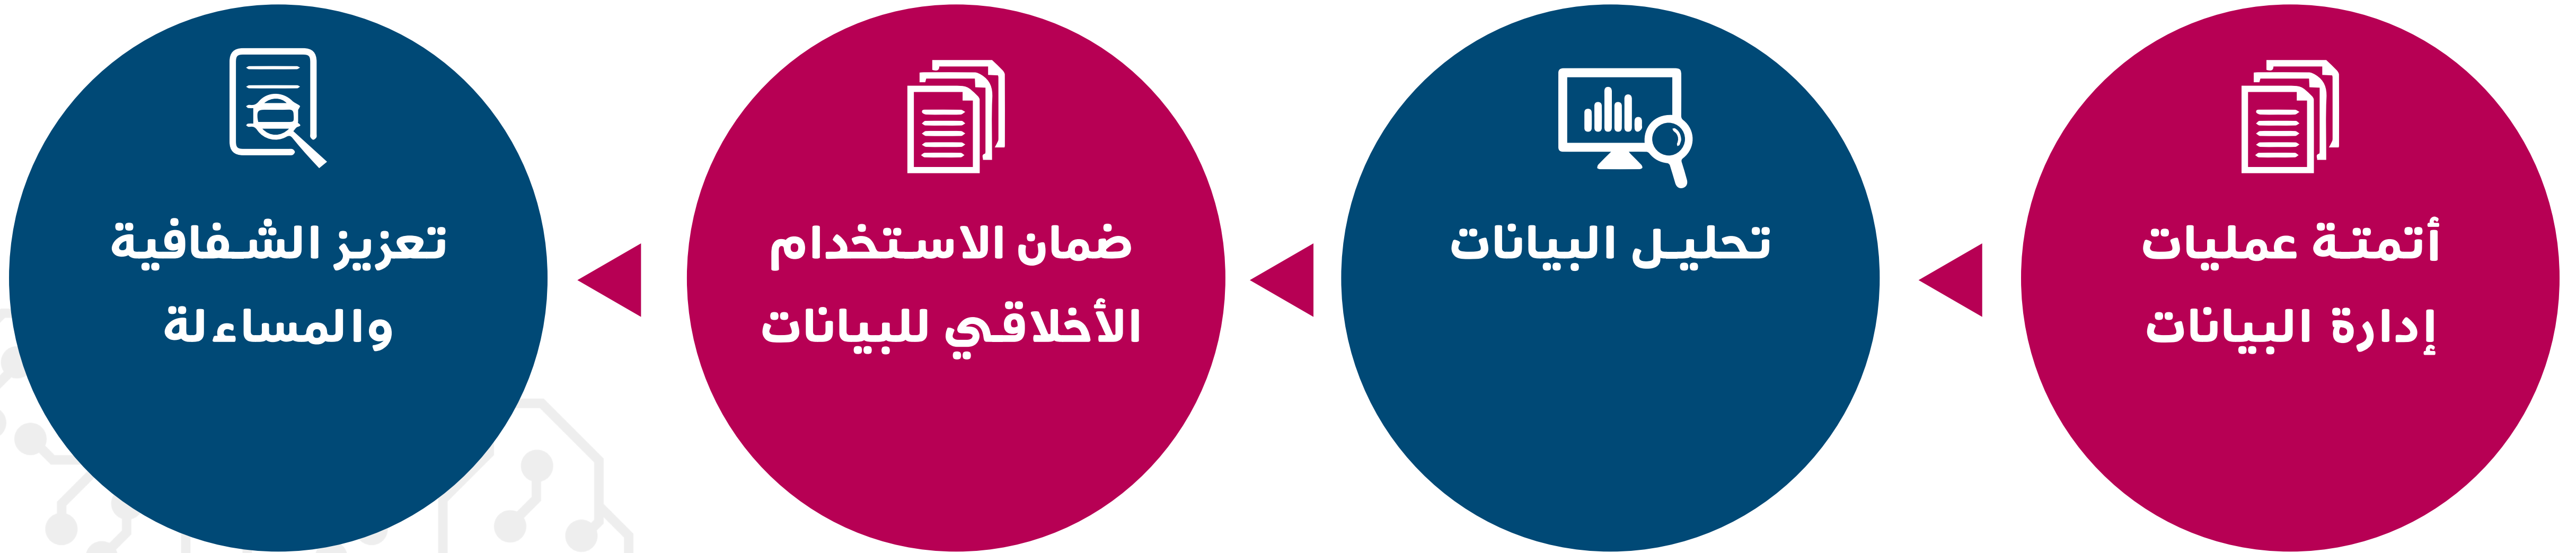 أتمتة عمليات
إدارة البيانات
تحليل البيانات
ضمان الاستخدام
الأخلاقي للبيانات
تعزيز الشفافية
والمساءلة